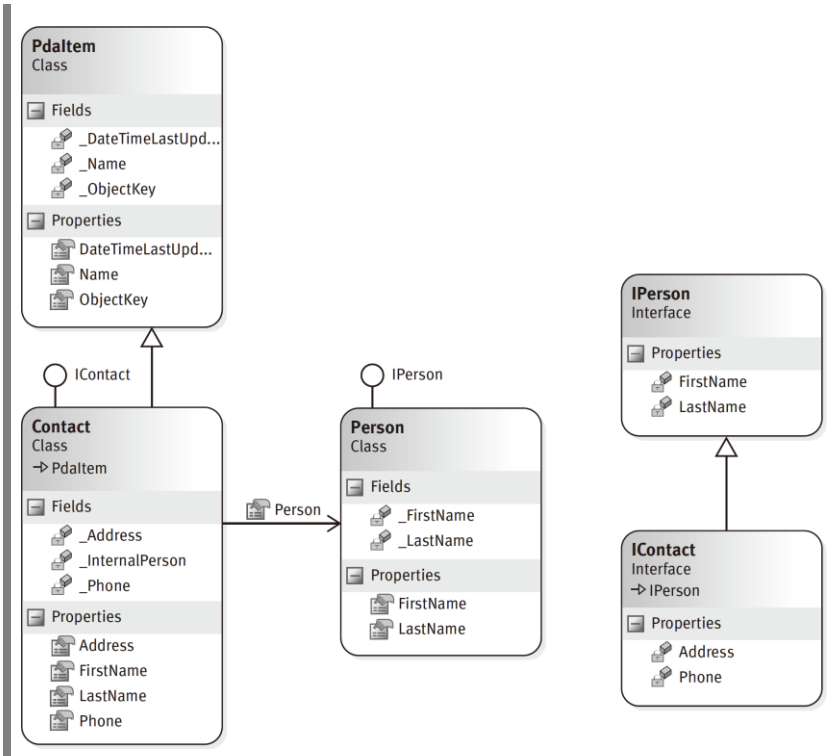 PdaItem
Class
Fields
_DateTimeLastUpd...
_Name
_ObjectKey
Properties
DateTimeLastUpd...
Name
ObjectKey
IContact
Contact
Class
PdaItem
Fields
_Address
_InternalPerson
_Phone
Properties
Address
FirstName
LastName
Phone
Person
IPerson
Person
Class
Fields
_FirstName
_LastName
Properties
FirstName
LastName
IPerson
Interface
Properties
FirstName
LastName
IContact
Interface
IPerson
Properties
Address
Phone